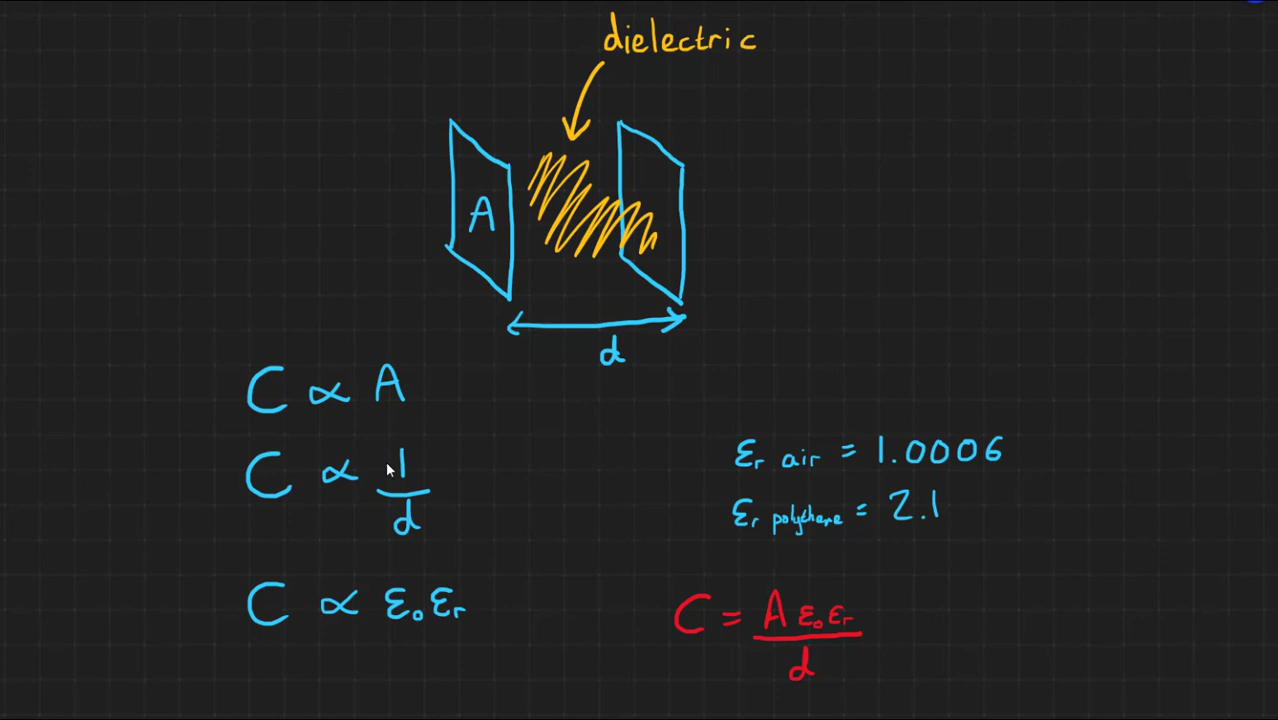 dielectric
A
d
C ∝ A
C ∝ 1/d
εr air = 1.0006
εr polythene = 2.1
C ∝ ε₀εr
C = Aε₀εr/d